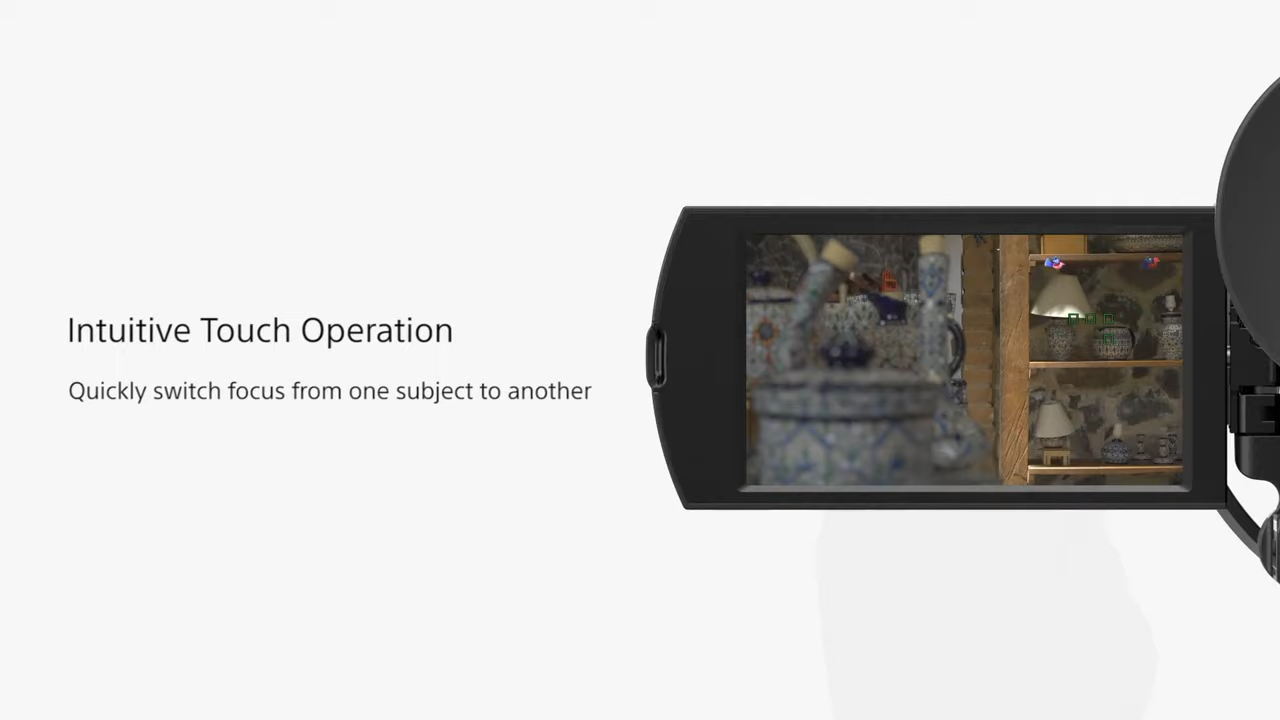 Intuitive Touch Operation
Quickly switch focus from one subject to another